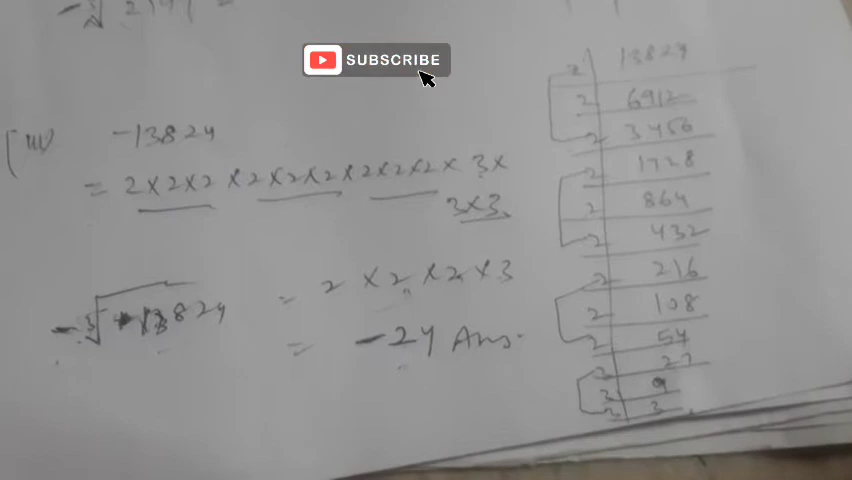 SUBSCRIBE
-13824
= 2×2×2 × 2×2×2 × 2×2×2 × 3×
3×3
-∛-13824 = 2 × 2 × 2 × 3
= -24 Ans.
2 | 13824
2 | 6912
2 | 3456
2 | 1728
2 | 864
2 | 432
2 | 216
2 | 108
2 | 54
27
3 | 9
3